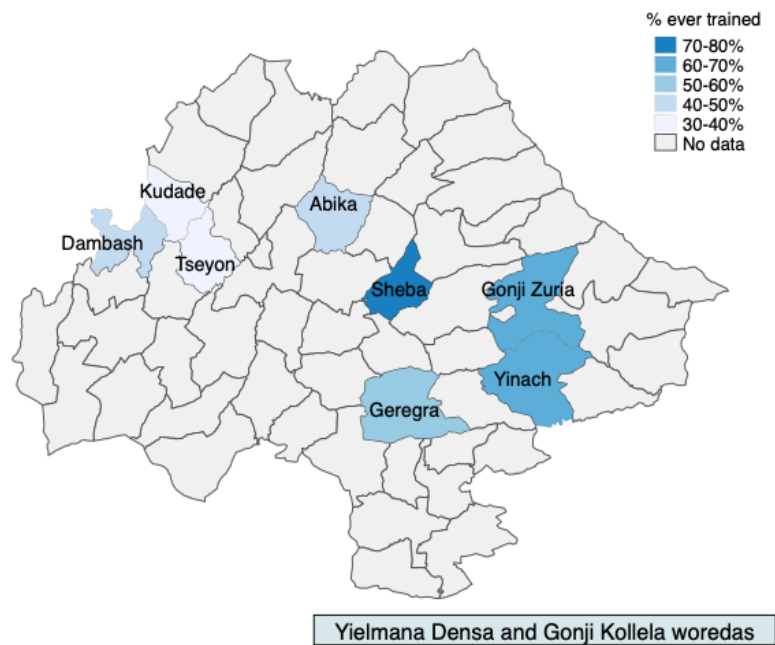 % ever trained
70-80%
60-70%
50-60%
40-50%
30-40%
No data
Kudade
Abika
Dambash
Tseyon
Sheba
Gonji Zuria
Yinach
Geregra
Yielmana Densa and Gonji Kollela woredas